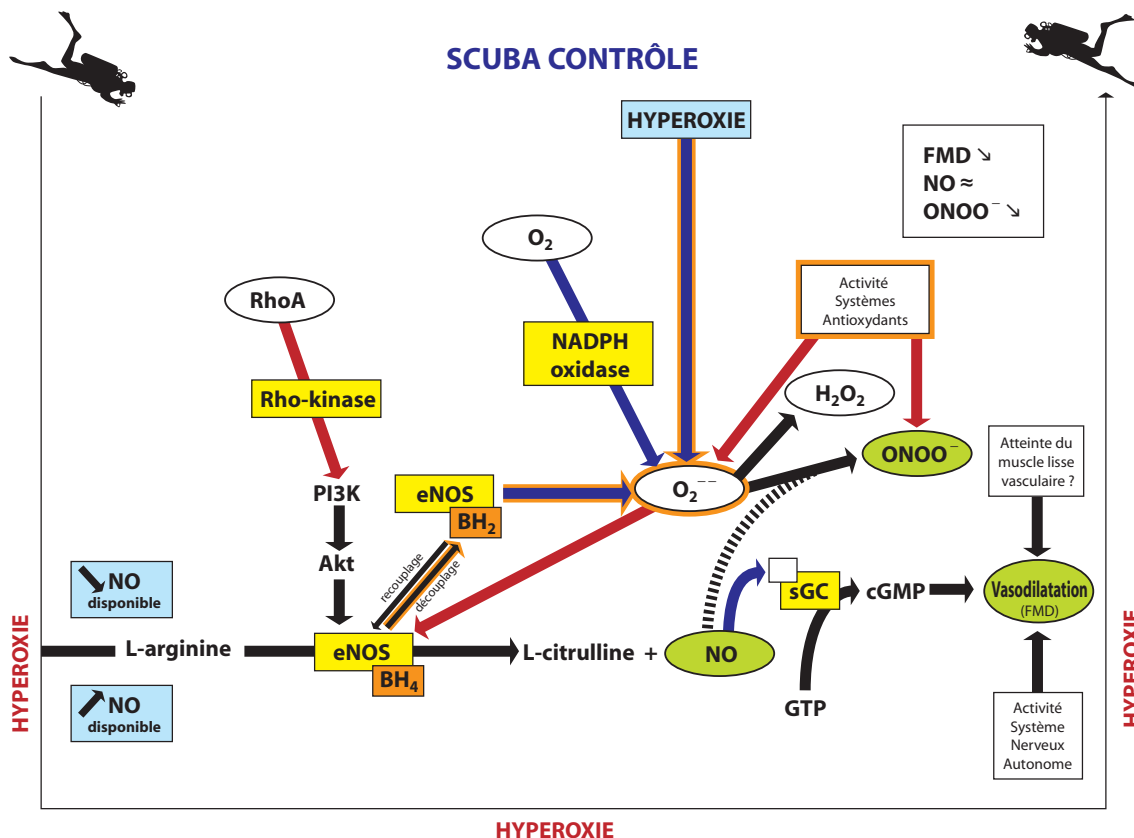 SCUBA CONTRÔLE
HYPEROXIE
FMD ↘
NO ≈
ONOO⁻ ↘
O₂
Activité
Systèmes
Antioxydants
RhoA
NADPH
oxidase
H₂O₂
Rho-kinase
ONOO⁻
Atteinte du
muscle lisse
vasculaire ?
PI3K
eNOS
BH₂
O₂⁻⁻
recouplage
découplage
Akt
NO
disponible
sGC
cGMP
Vasodilatation
(FMD)
L-arginine
eNOS
BH₄
L-citrulline +
NO
NO
disponible
GTP
Activité
Système
Nerveux
Autonome
HYPEROXIE
HYPEROXIE
HYPEROXIE